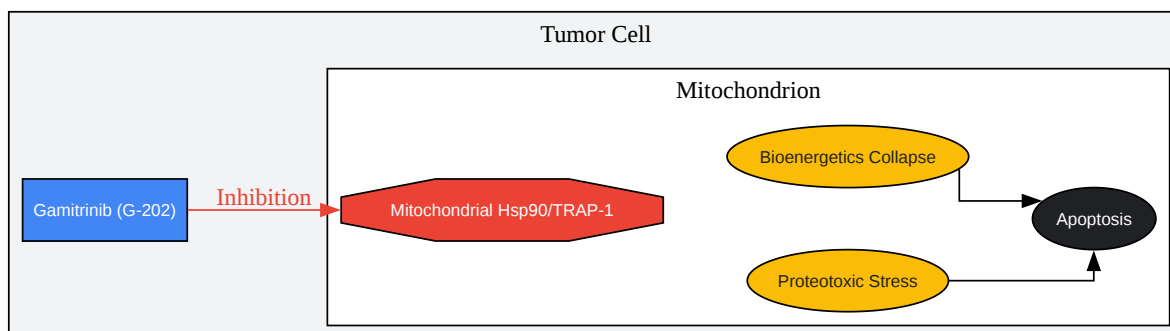 Tumor Cell
Mitochondrion
Bioenergetics Collapse
Gamitrinib (G-202)
Inhibition
Mitochondrial Hsp90/TRAP-1
Apoptosis
Proteotoxic Stress